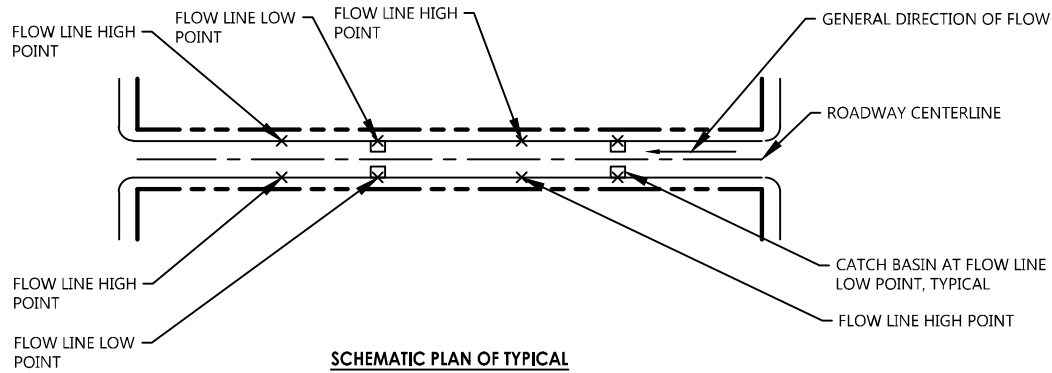 FLOW LINE HIGH
POINT
FLOW LINE LOW
POINT
FLOW LINE HIGH
POINT
GENERAL DIRECTION OF FLOW
ROADWAY CENTERLINE
FLOW LINE HIGH
POINT
FLOW LINE LOW
POINT
CATCH BASIN AT FLOW LINE
LOW POINT, TYPICAL
FLOW LINE HIGH POINT
SCHEMATIC PLAN OF TYPICAL